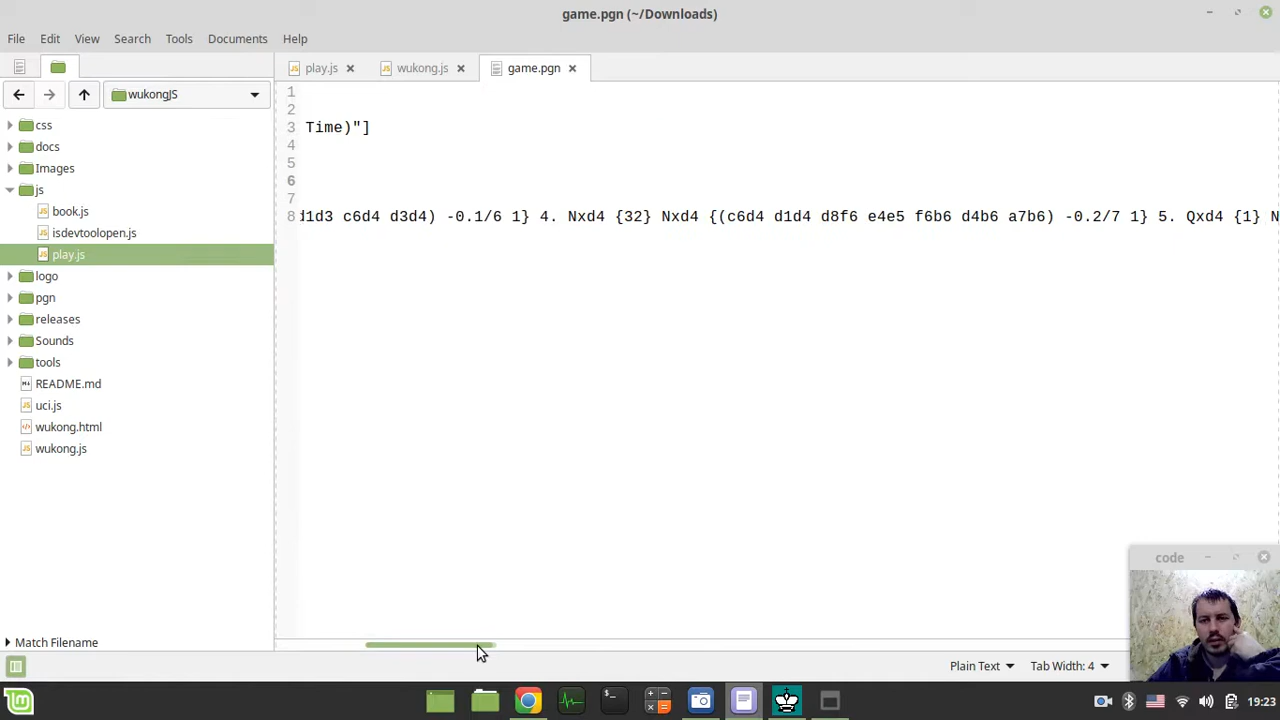 game.pgn (~/Downloads)
File Edit View Search Tools Documents Help
play.js wukong.js game.pgn
wukongJS
css
docs
Images
js
book.js
isdevtoolopen.js
play.js
logo
pgn
releases
Sounds
tools
README.md
uci.js
wukong.html
wukong.js
Match Filename
1
2
3 Time)"]
4
5
6
7
8 d1d3 c6d4 d3d4) -0.1/6 1} 4. Nxd4 {32} Nxd4 {(c6d4 d1d4 d8f6 e4e5 f6b6 d4b6 a7b6) -0.2/7 1} 5. Qxd4 {1} N
code
Plain Text Tab Width: 4
19:23